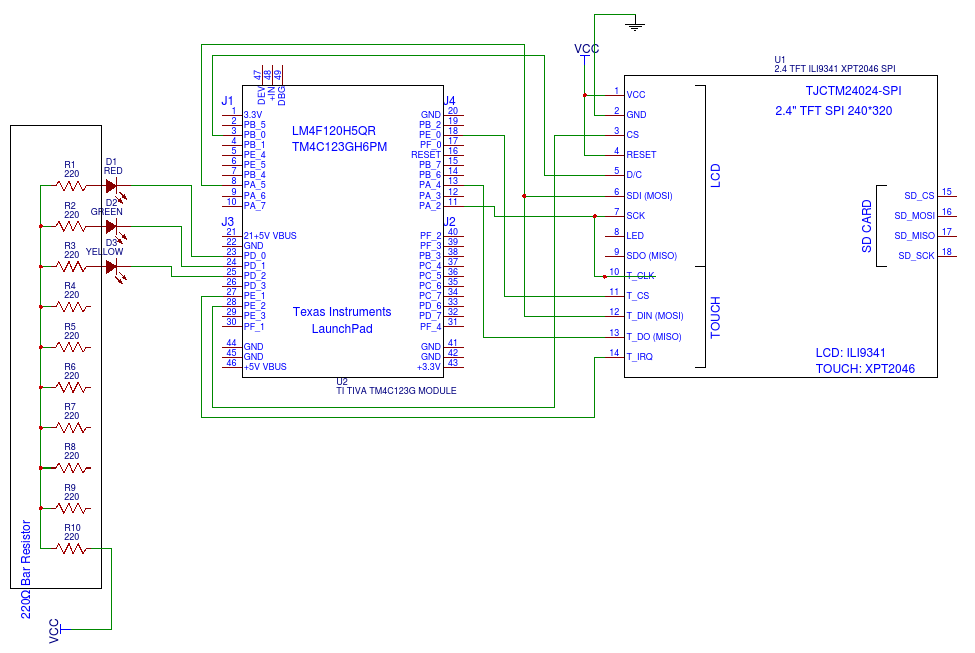 VCC
U1
2.4 TFT ILI9341 XPT2046 SPI
TJCTM24024-SPI
2.4" TFT SPI 240*320
1 VCC
2 GND
3 CS
4 RESET
5 D/C
6 SDI (MOSI)
7 SCK
8 LED
9 SDO (MISO)
10 T_CLK
11 T_CS
12 T_DIN (MOSI)
13 T_DO (MISO)
14 T_IRQ
LCD
TOUCH
SD CARD
SD_CS 15
SD_MOSI 16
SD_MISO 17
SD_SCK 18
LCD: ILI9341
TOUCH: XPT2046
47 48 49
DEV +IN DBG
J1
1 3.3V
2 PB_5
3 PB_0
4 PB_1
5 PE_4
6 PE_5
7 PB_4
8 PA_5
9 PA_6
10 PA_7
LM4F120H5QR
TM4C123GH6PM
J4
GND 20
PB_2 19
PE_0 18
PF_0 17
RESET 16
PB_7 15
PB_6 14
PA_4 13
PA_3 12
PA_2 11
J3
21 21+5V VBUS
22 GND
23 PD_0
24 PD_1
25 PD_2
26 PD_3
27 PE_1
28 PE_2
29 PE_3
30 PF_1
J2
PF_2 40
PF_3 39
PB_3 38
PC_4 37
PC_5 36
PC_6 35
PC_7 34
PD_6 33
PD_7 32
PF_4 31
44 GND
45 GND
46 +5V VBUS
GND 41
GND 42
+3.3V 43
Texas Instruments
LaunchPad
U2
TI TIVA TM4C123G MODULE
R1
220
D1
RED
R2
220
D2
GREEN
R3
220
D3
YELLOW
R4
220
R5
220
R6
220
R7
220
R8
220
R9
220
R10
220
220Ω Bar Resistor
VCC